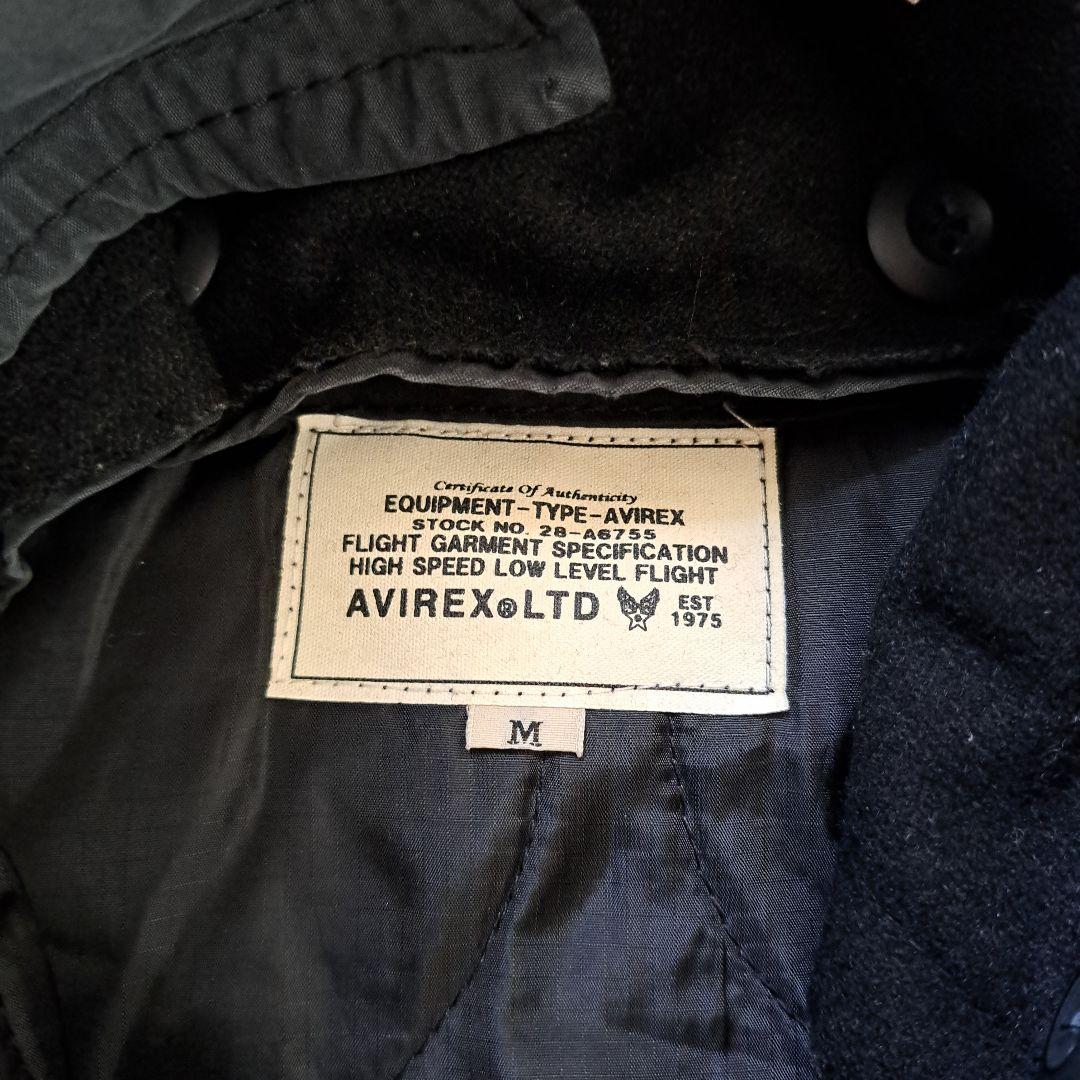 Certificate Of Authenticity
EQUIPMENT-TYPE-AVIREX
STOCK NO. 28-A6755
FLIGHT GARMENT SPECIFICATION
HIGH SPEED LOW LEVEL FLIGHT
AVIREX® LTD EST 1975
M